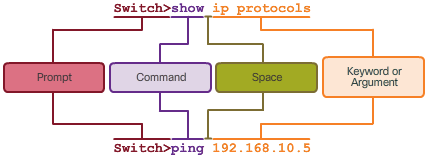 Switch>show ip protocols
Prompt
Command
Space
Keyword or
Argument
Switch>ping 192.168.10.5